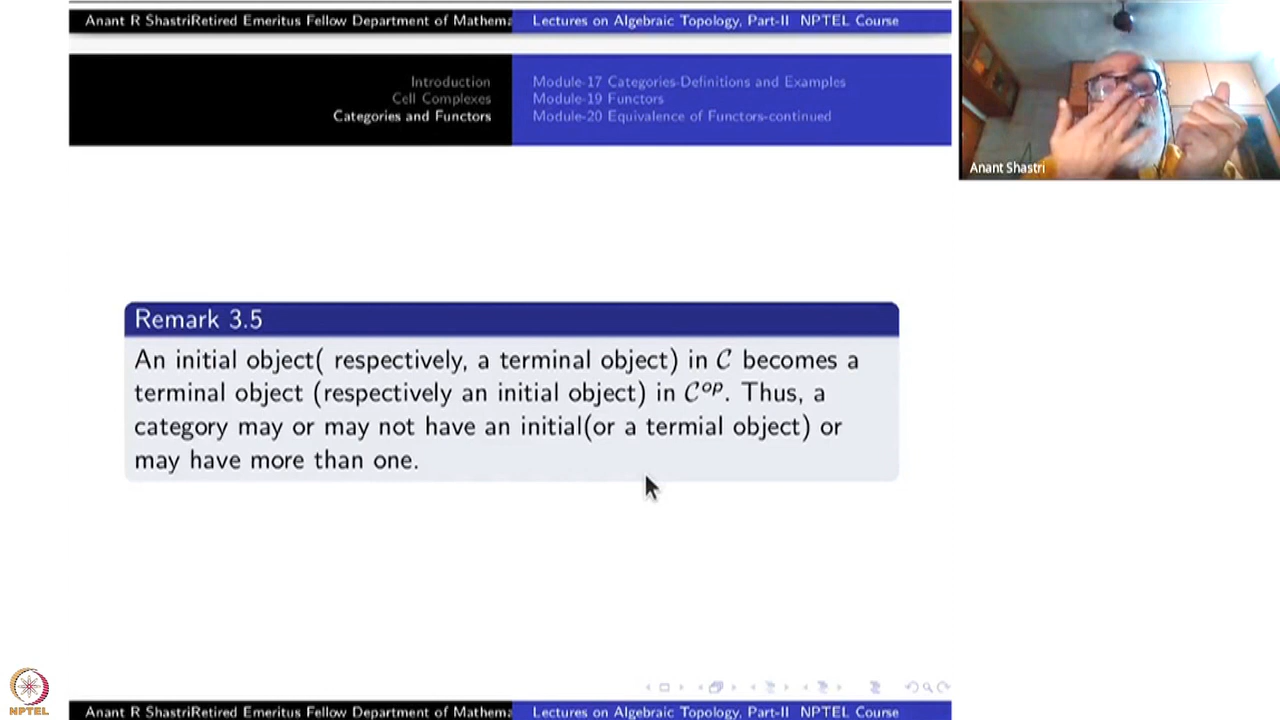 Anant R ShastriRetired Emeritus Fellow Department of Mathema Lectures on Algebraic Topology, Part-II NPTEL Course
Introduction
Cell Complexes
Categories and Functors
Module-17 Categories-Definitions and Examples
Module-19 Functors
Module-20 Equivalence of Functors-continued
Anant Shastri
Remark 3.5
An initial object( respectively, a terminal object) in 𝒞 becomes a
terminal object (respectively an initial object) in 𝒞^op. Thus, a
category may or may not have an initial(or a termial object) or
may have more than one.
NPTEL
Anant R ShastriRetired Emeritus Fellow Department of Mathema Lectures on Algebraic Topology, Part-II NPTEL Course